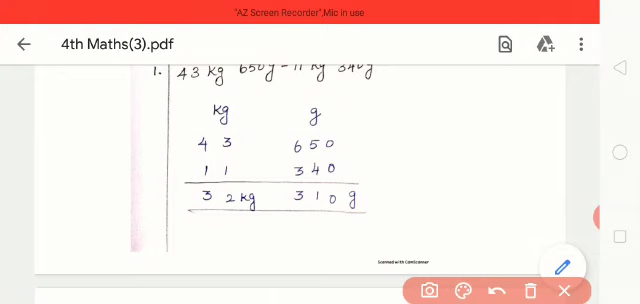 "AZ Screen Recorder",Mic in use
4th Maths(3).pdf
1. 43 kg 650g - 11 kg 340g
kg g
4 3 6 5 0
1 1 3 4 0
3 2 kg 3 1 0 g
Scanned with CamScanner